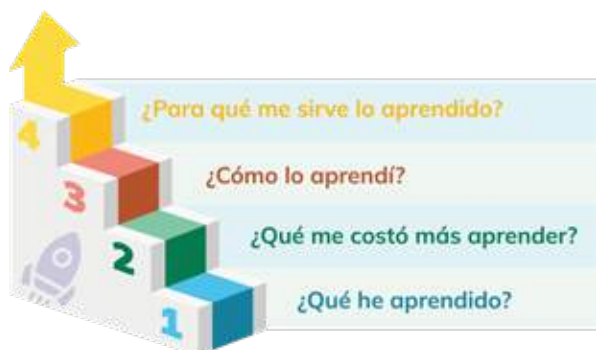 4 ¿Para qué me sirve lo aprendido?
3 ¿Cómo lo aprendí?
2 ¿Qué me costó más aprender?
1 ¿Qué he aprendido?